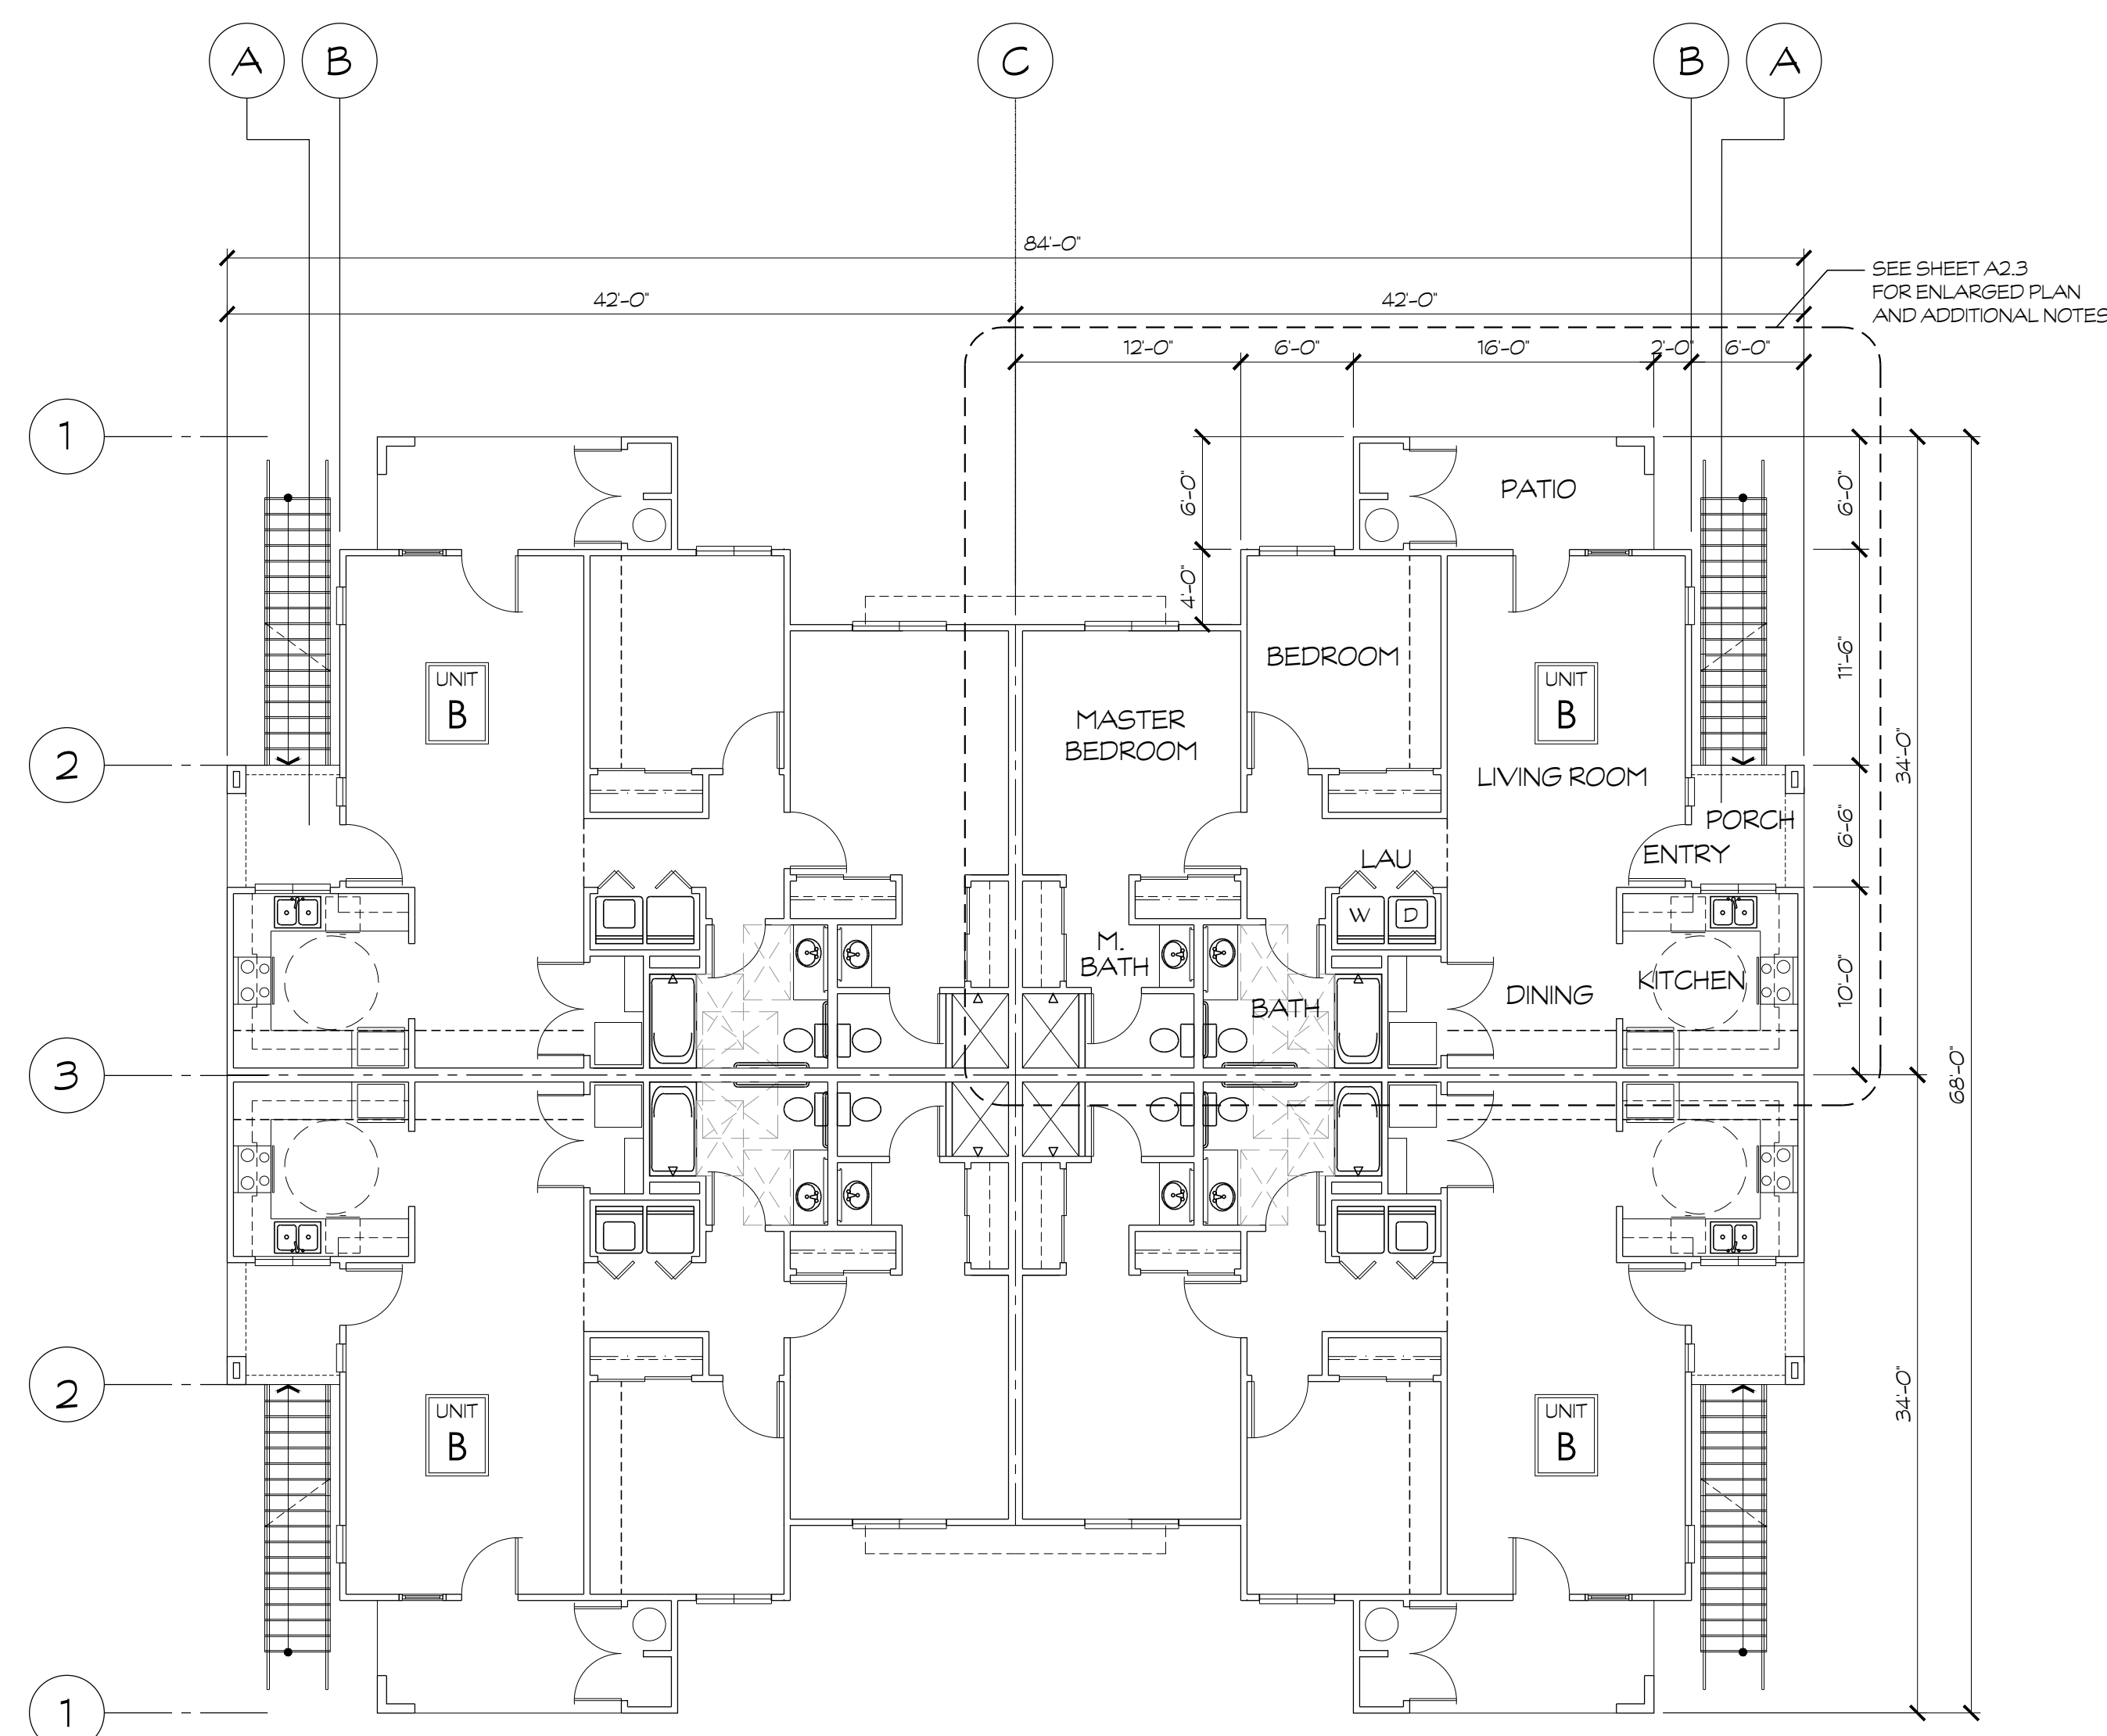 A B C B A
84'-0"
42'-0" 42'-0"
SEE SHEET A2.3
FOR ENLARGED PLAN
AND ADDITIONAL NOTES
12'-0" 6'-0" 16'-0" 2'-0" 6'-0"
1
6'-0"
PATIO
6'-0"
4'-0"
UNIT
B
BEDROOM
11'-6"
UNIT
B
MASTER
BEDROOM
2
LIVING ROOM
34'-0"
PORCH
6'-6"
ENTRY
LAU
W D
M.
BATH
BATH
DINING
KITCHEN
10'-0"
3
68'-0"
2
34'-0"
UNIT
B
UNIT
B
1